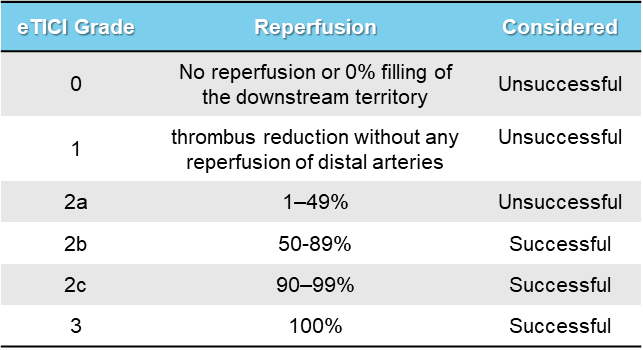 eTICI Grade Reperfusion Considered
0 No reperfusion or 0% filling of the downstream territory Unsuccessful
1 thrombus reduction without any reperfusion of distal arteries Unsuccessful
2a 1–49% Unsuccessful
2b 50-89% Successful
2c 90–99% Successful
3 100% Successful